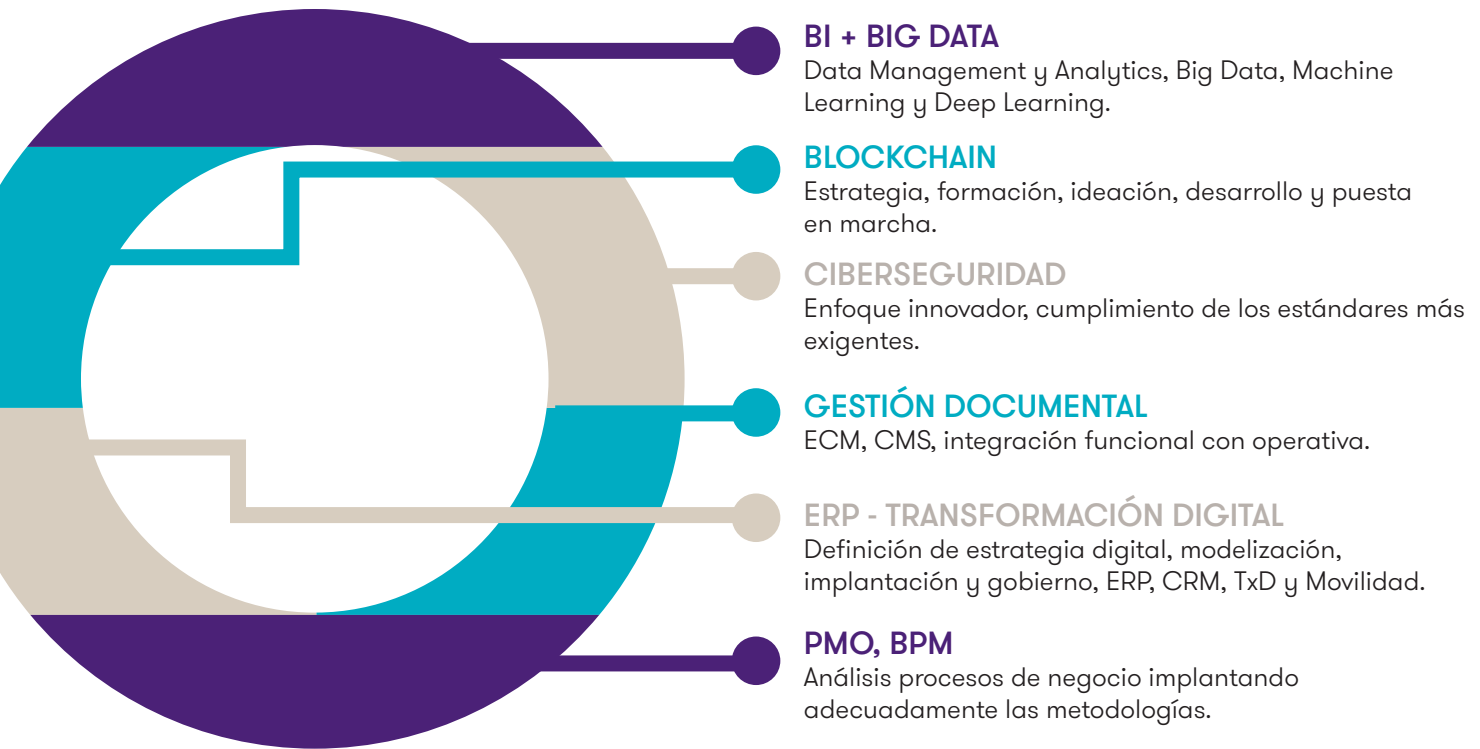 BI + BIG DATA
Data Management y Analytics, Big Data, Machine
Learning y Deep Learning.
BLOCKCHAIN
Estrategia, formación, ideación, desarrollo y puesta
en marcha.
CIBERSEGURIDAD
Enfoque innovador, cumplimiento de los estándares más
exigentes.
GESTIÓN DOCUMENTAL
ECM, CMS, integración funcional con operativa.
ERP - TRANSFORMACIÓN DIGITAL
Definición de estrategia digital, modelización,
implantación y gobierno, ERP, CRM, TxD y Movilidad.
PMO, BPM
Análisis procesos de negocio implantando
adecuadamente las metodologías.